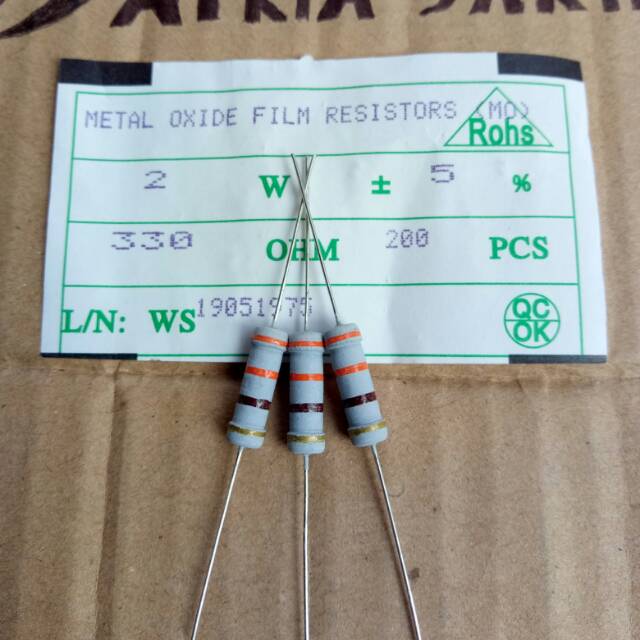 METAL OXIDE FILM RESISTORS (MO)
Rohs
2 W ± 5 %
330 OHM 200 PCS
L/N: WS 19051975
QC
OK